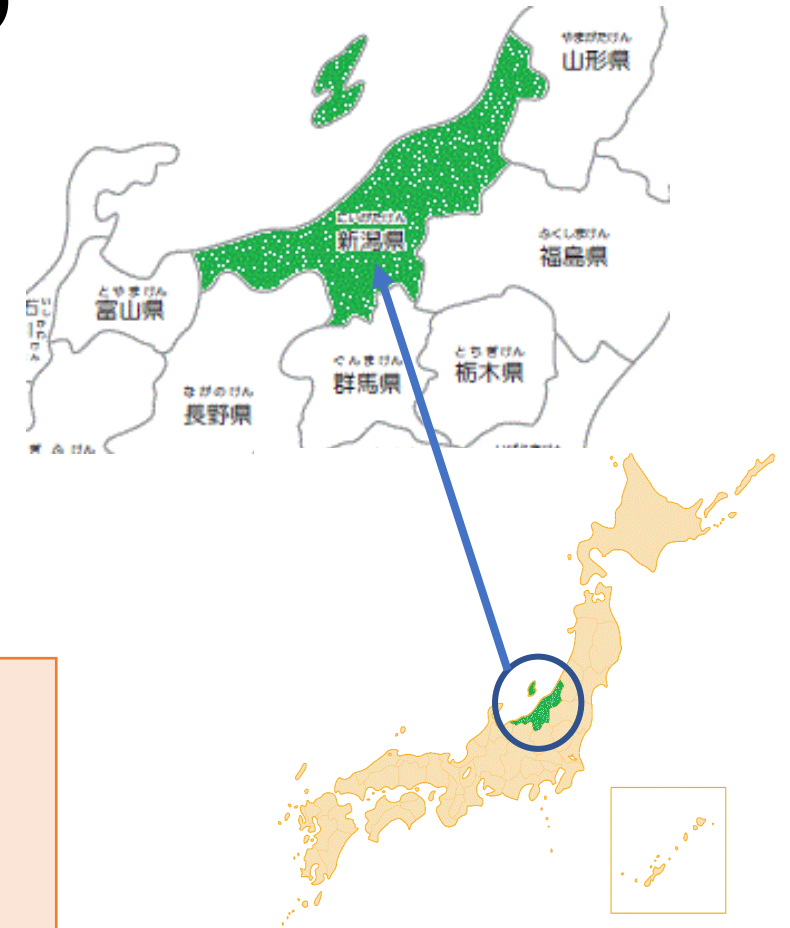 やまがたけん
山形県
にいがたけん
新潟県
ふくしまけん
福島県
とやまけん
富山県
ぐんまけん
群馬県
とちぎけん
栃木県
ながのけん
長野県